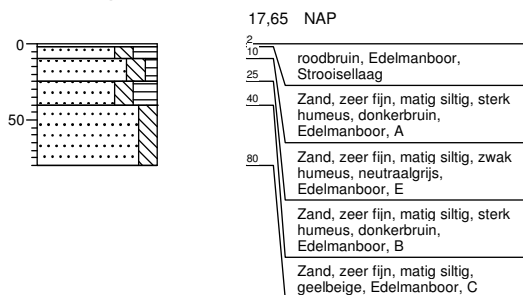 17,65 NAP
0
50
2
10
25
40
80
roodbruin, Edelmanboor,
Strooisellaag
Zand, zeer fijn, matig siltig, sterk
humeus, donkerbruin,
Edelmanboor, A
Zand, zeer fijn, matig siltig, zwak
humeus, neutraalgrijs,
Edelmanboor, E
Zand, zeer fijn, matig siltig, sterk
humeus, donkerbruin,
Edelmanboor, B
Zand, zeer fijn, matig siltig,
geelbeige, Edelmanboor, C